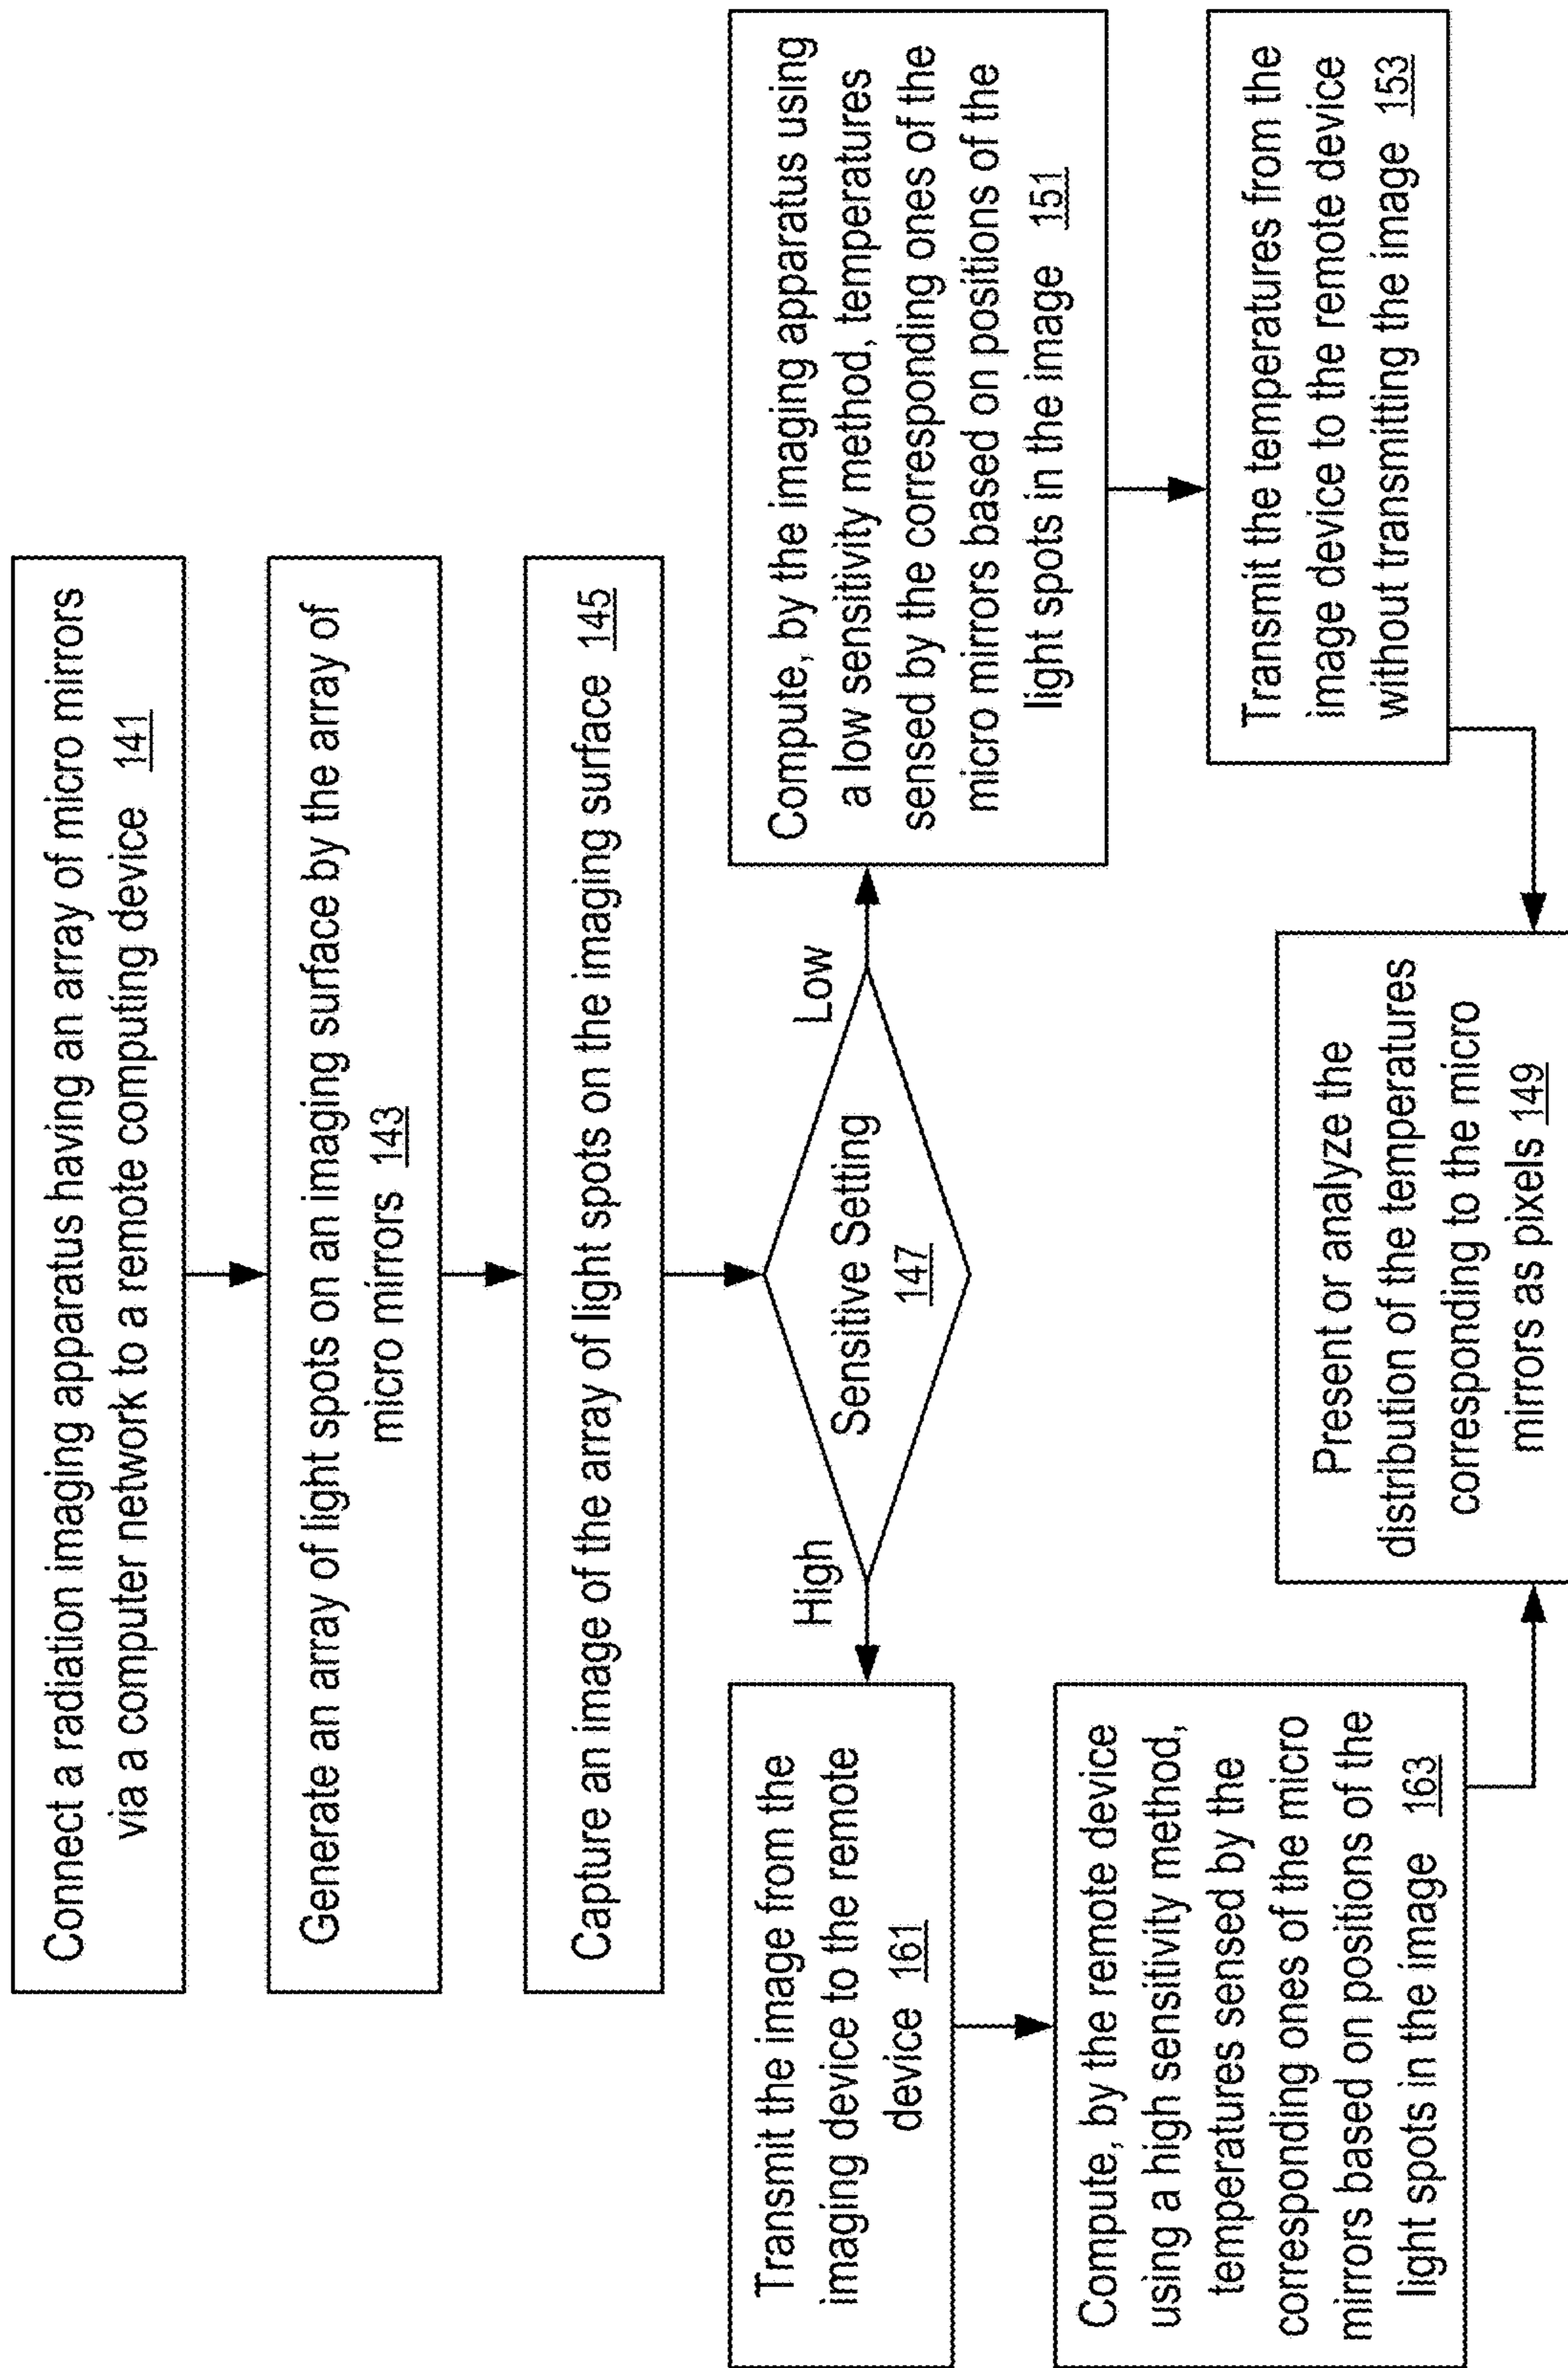 Connect a radiation imaging apparatus having an array of micro mirrors
via a computer network to a remote computing device 141
Generate an array of light spots on an imaging surface by the array of
micro mirrors 143
Capture an image of the array of light spots on the imaging surface 145
Sensitive Setting
147
High
Low
Transmit the image from the
imaging device to the remote
device 161
Compute, by the remote device
using a high sensitivity method,
temperatures sensed by the
corresponding ones of the micro
mirrors based on positions of the
light spots in the image 163
Compute, by the imaging apparatus using
a low sensitivity method, temperatures
sensed by the corresponding ones of the
micro mirrors based on positions of the
light spots in the image 151
Transmit the temperatures from the
image device to the remote device
without transmitting the image 153
Present or analyze the
distribution of the temperatures
corresponding to the micro
mirrors as pixels 149